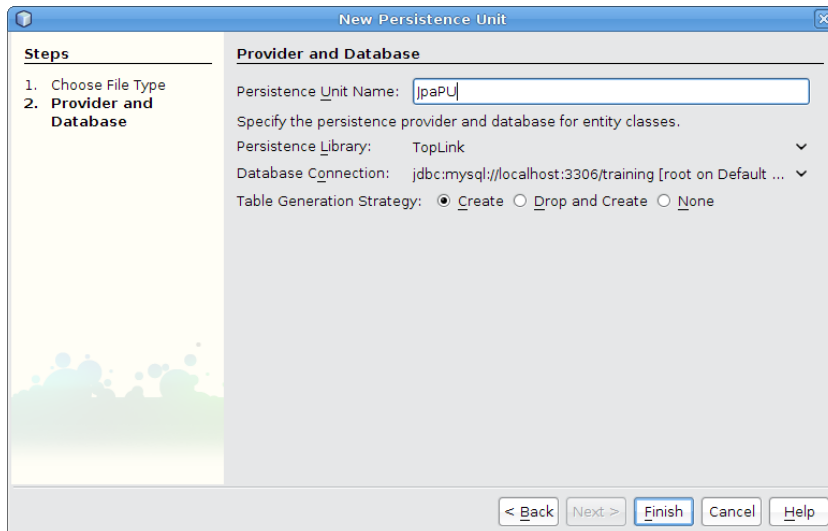 New Persistence Unit
Steps
1. Choose File Type
2. Provider and
Database
Provider and Database
Persistence Unit Name: JpaPU
Specify the persistence provider and database for entity classes.
Persistence Library: TopLink
Database Connection: jdbc:mysql://localhost:3306/training [root on Default ...
Table Generation Strategy: Create Drop and Create None
< Back Next > Finish Cancel Help